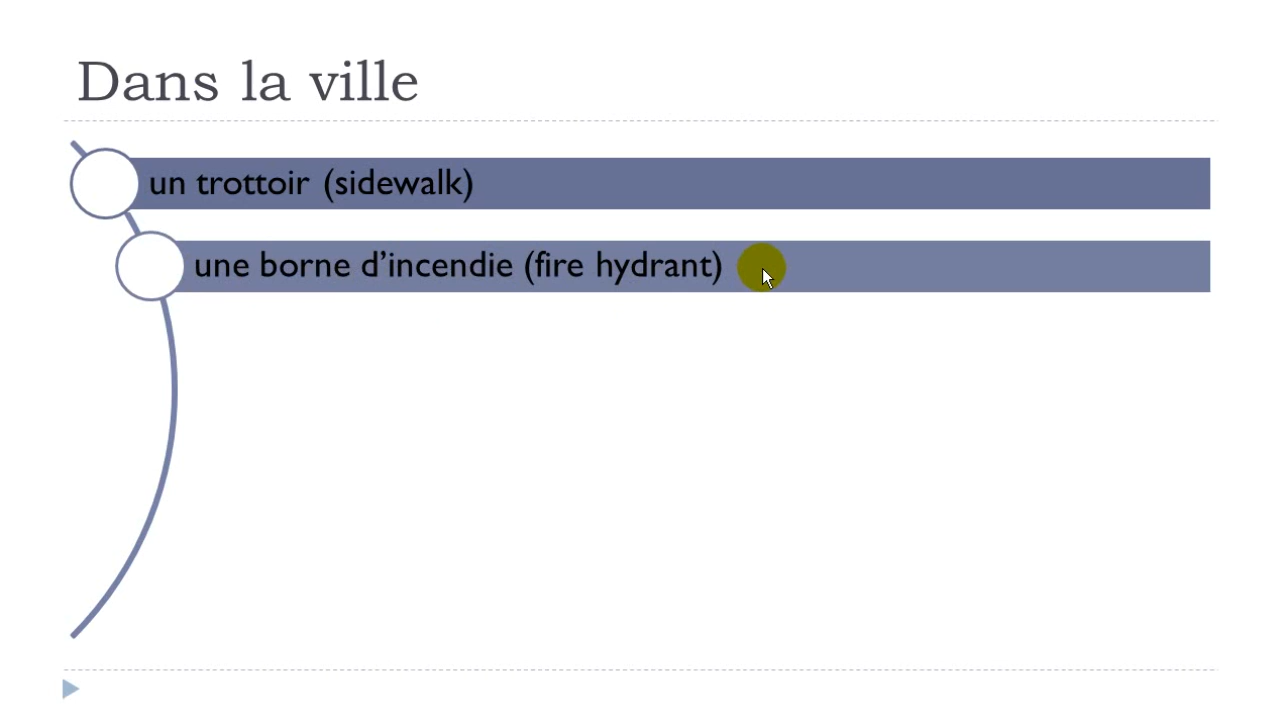 Dans la ville
un trottoir (sidewalk)
une borne d’incendie (fire hydrant)